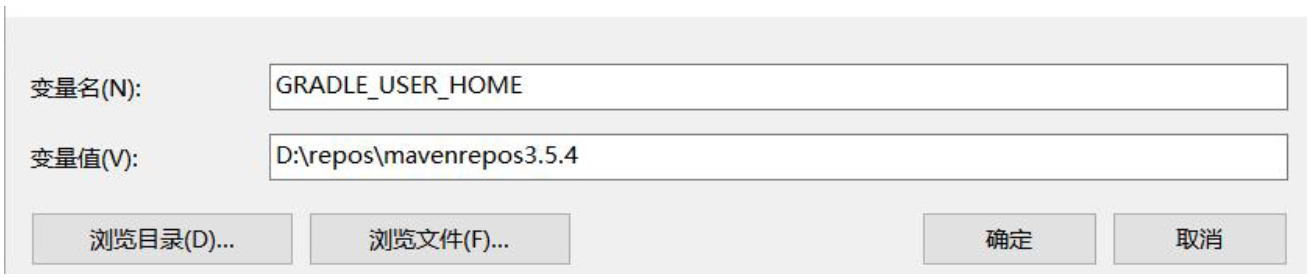 变量名(N):
GRADLE_USER_HOME
变量值(V):
D:\repos\mavenrepos3.5.4
浏览目录(D)...
浏览文件(F)...
确定
取消